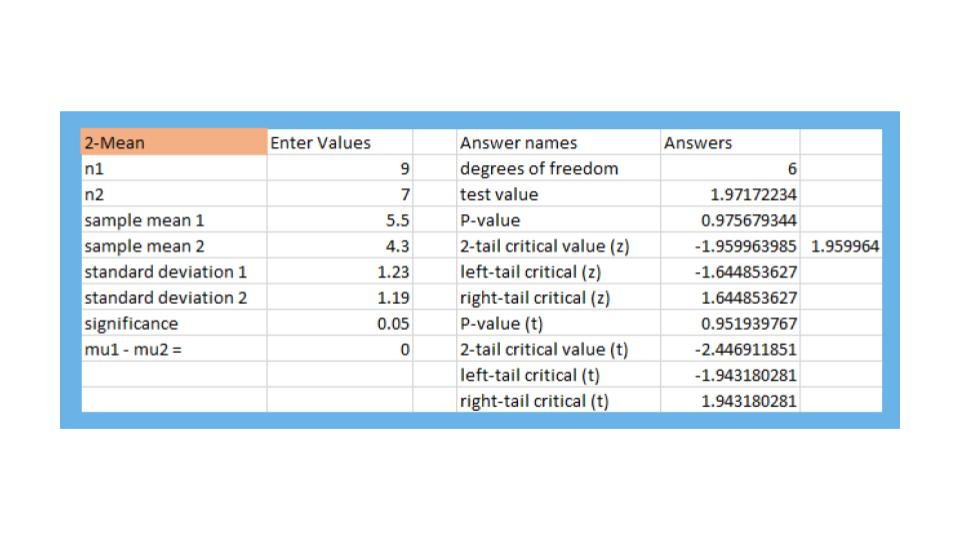 2-Mean Enter Values Answer names Answers
n1 9 degrees of freedom 6
n2 7 test value 1.97172234
sample mean 1 5.5 P-value 0.975679344
sample mean 2 4.3 2-tail critical value (z) -1.959963985 1.959964
standard deviation 1 1.23 left-tail critical (z) -1.644853627
standard deviation 2 1.19 right-tail critical (z) 1.644853627
significance 0.05 P-value (t) 0.951939767
mu1 - mu2 = 0 2-tail critical value (t) -2.446911851
left-tail critical (t) -1.943180281
right-tail critical (t) 1.943180281